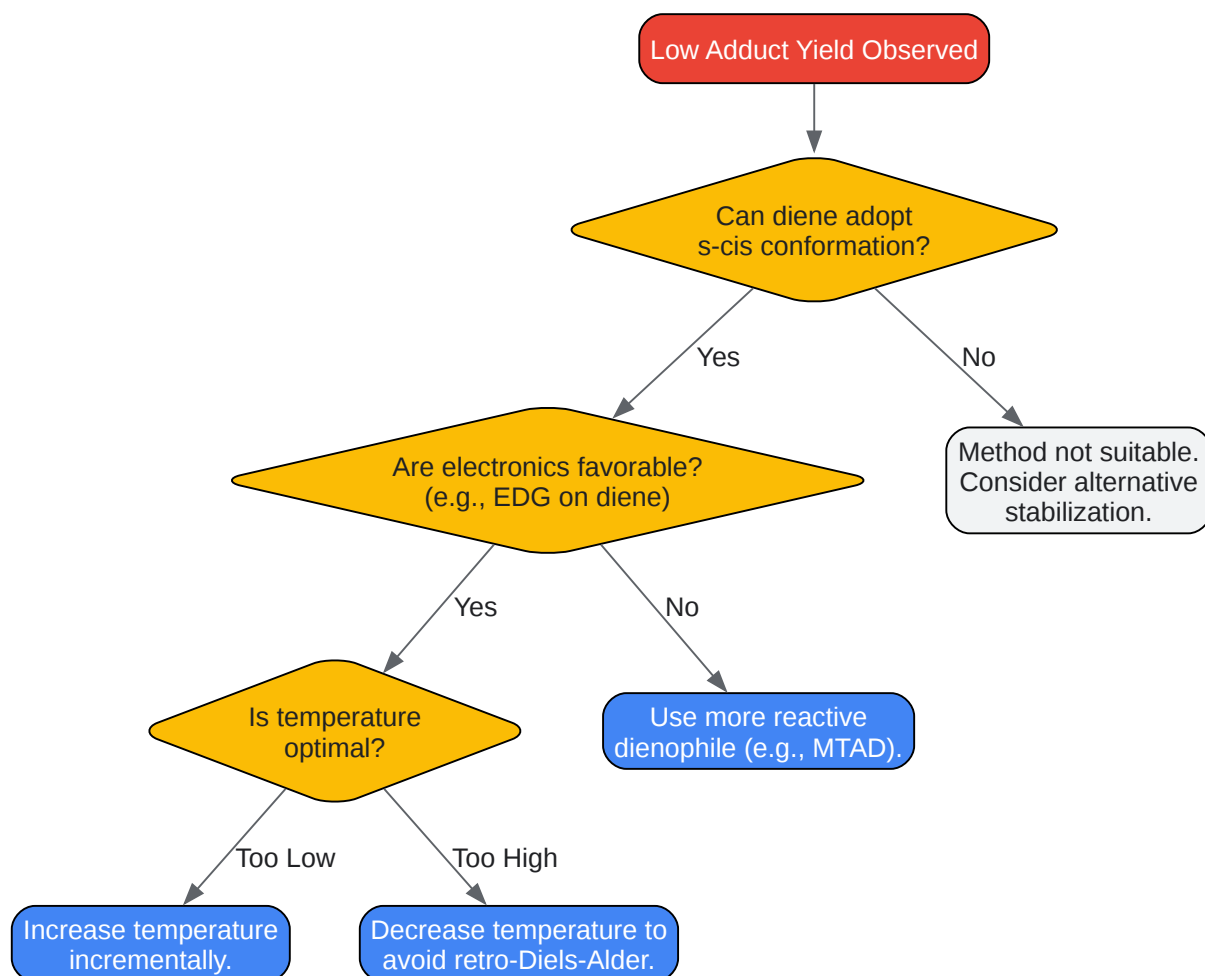 Low Adduct Yield Observed
Can diene adopt
s-cis conformation?
Yes
No
Are electronics favorable?
(e.g., EDG on diene)
Method not suitable.
Consider alternative
stabilization.
Yes
No
Is temperature
optimal?
Use more reactive
dienophile (e.g., MTAD).
Too Low
Too High
Increase temperature
incrementally.
Decrease temperature to
avoid retro-Diels-Alder.